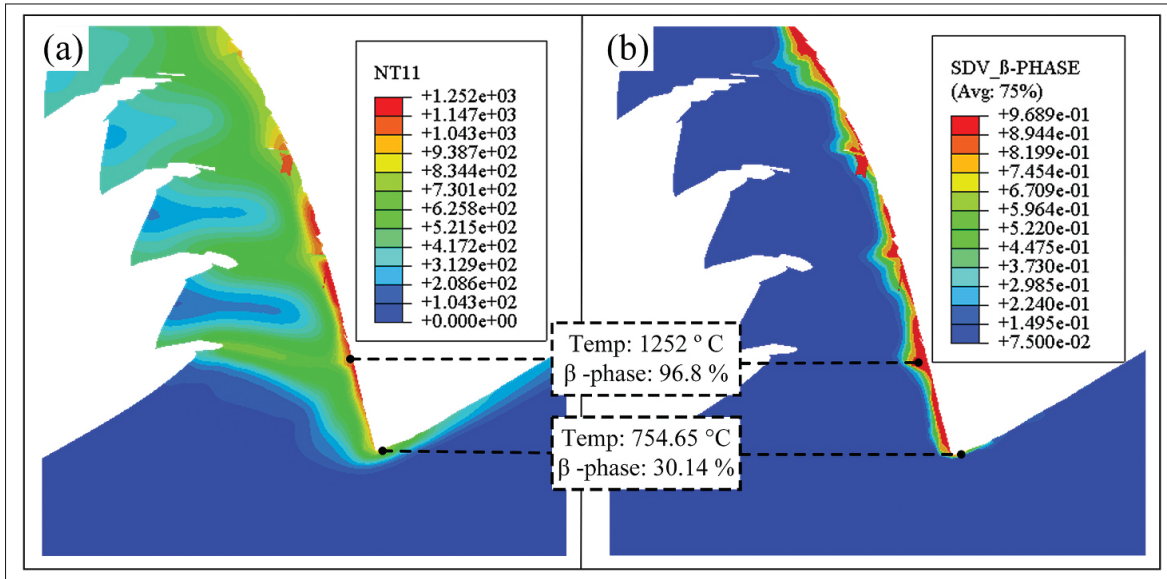 (a)
NT11
+1.252e+03
+1.147e+03
+1.043e+03
+9.387e+02
+8.344e+02
+7.301e+02
+6.258e+02
+5.215e+02
+4.172e+02
+3.129e+02
+2.086e+02
+1.043e+02
+0.000e+00
(b)
SDV_ß-PHASE
(Avg: 75%)
+9.689e-01
+8.944e-01
+8.199e-01
+7.454e-01
+6.709e-01
+5.964e-01
+5.220e-01
+4.475e-01
+3.730e-01
+2.985e-01
+2.240e-01
+1.495e-01
+7.500e-02
Temp: 1252 º C
β -phase: 96.8 %
Temp: 754.65 °C
β -phase: 30.14 %